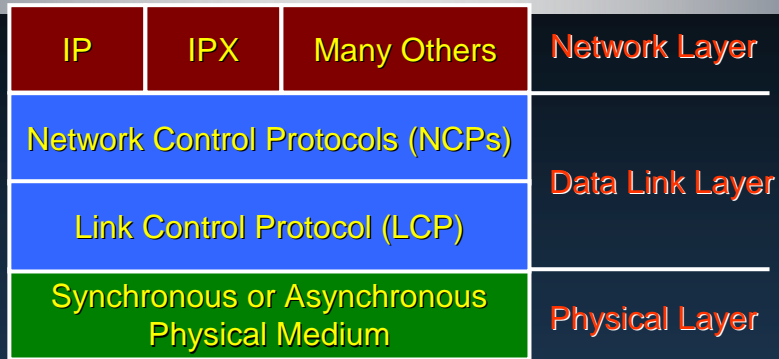 IP IPX Many Others Network Layer
Network Control Protocols (NCPs)
Data Link Layer
Link Control Protocol (LCP)
Synchronous or Asynchronous
Physical Medium
Physical Layer